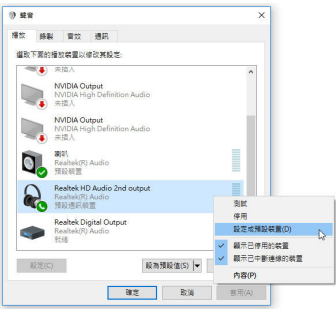 聲音
播放 錄製 音效 通訊
選取下面的播放裝置以修改其設定:
未插入
NVIDIA Output
NVIDIA High Definition Audio
未插入
NVIDIA Output
NVIDIA High Definition Audio
未插入
喇叭
Realtek(R) Audio
預設裝置
Realtek HD Audio 2nd output
Realtek(R) Audio
預設通訊裝置
Realtek Digital Output
Realtek(R) Audio
就緒
測試
停用
設定成預設裝置(D)
顯示已停用的裝置
顯示已中斷連線的裝置
內容(P)
設定(C) 設為預設值(S)
確定 取消 套用(A)